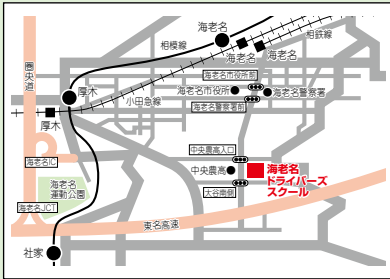 海老名
相模線
相鉄線
海老名
海老名
圏央道
海老名市役所前
海老名市役所
海老名警察署
厚木
小田急線
海老名警察署前
厚木
中央農高入口
海老名IC
中央農高
海老名
ドライバーズ
スクール
海老名
運動公園
大谷南側
海老名JCT
東名高速
社家